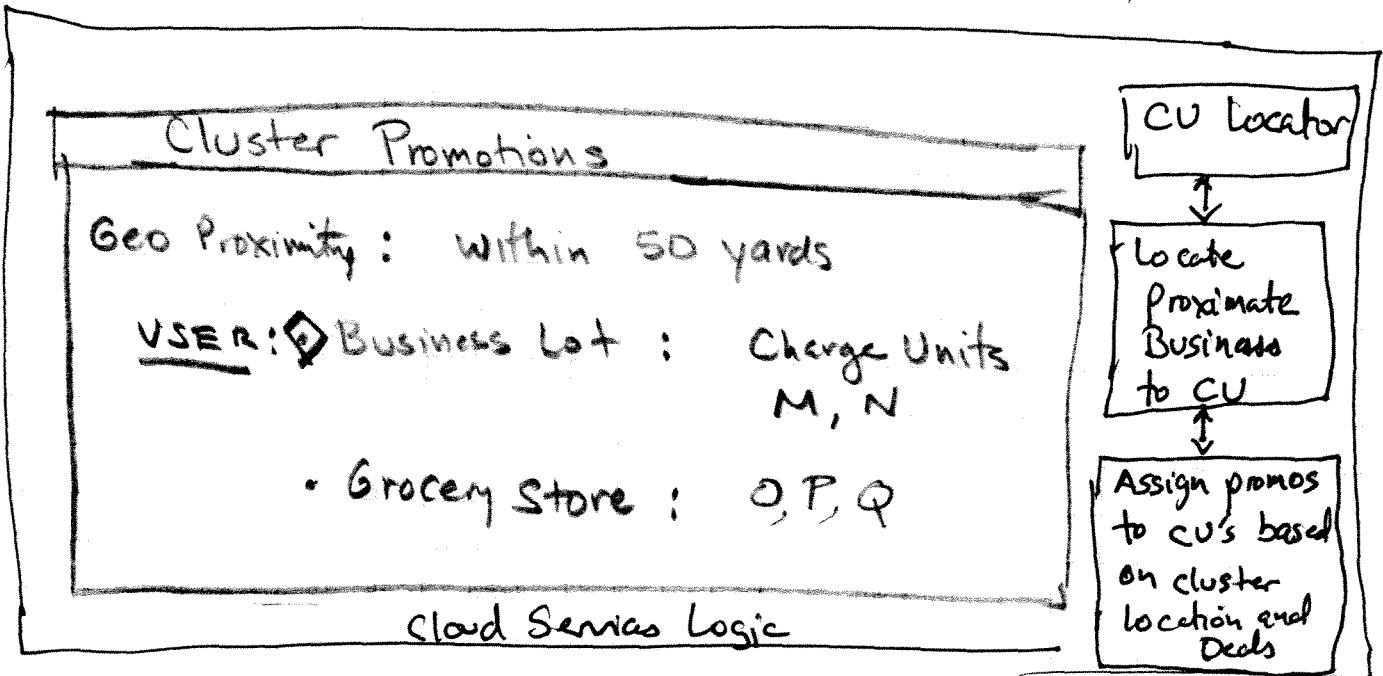 Cluster Promotions
Geo Proximity: within 50 yards
USER: Business Lot : Charge Units
M, N
• Grocery Store : O, P, Q
Cloud Services Logic
CU Locator
Locate
Proximate
Business
to CU
Assign promos
to CU's based
on cluster
location and
Deals